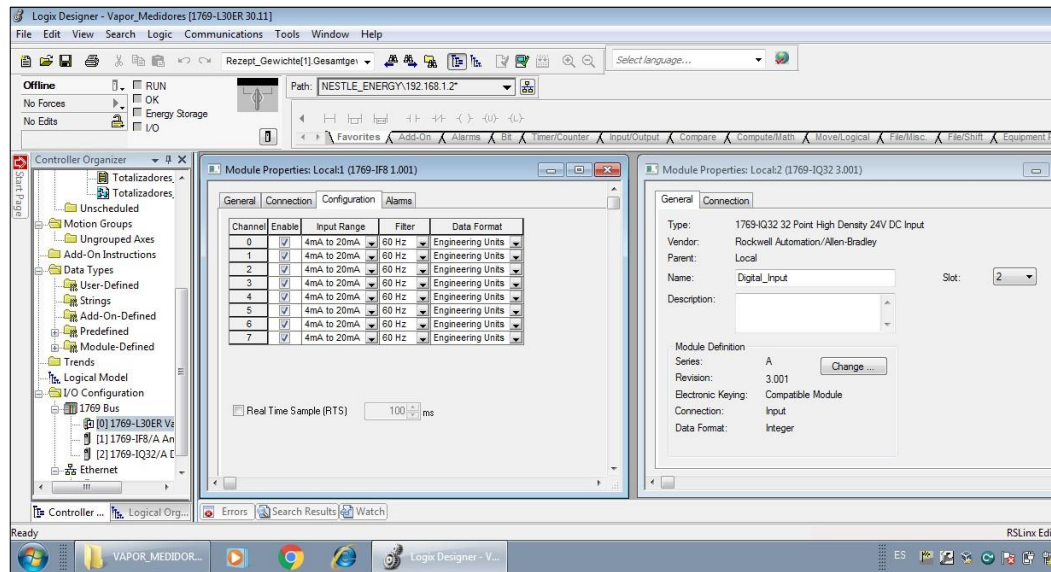 Logix Designer - Vapor_Medidores [1769-L30ER 30.11]
File Edit View Search Logic Communications Tools Window Help
Rezept_Gewichte[1].Gesamtge
Select language...
Offline
RUN
No Forces
OK
No Edits
Energy Storage
I/O
Path: NESTLE_ENERGY\192.168.1.2*
Favorites Add-On Alarms Bit Timer/Counter Input/Output Compare Compute/Math Move/Logical File/Misc. File/Shift Equipment
Start Page
Controller Organizer
Totalizadores_
Totalizadores_
Unscheduled
Motion Groups
Ungrouped Axes
Add-On Instructions
Data Types
User-Defined
Strings
Add-On-Defined
Predefined
Module-Defined
Trends
Logical Model
I/O Configuration
1769 Bus
[0] 1769-L30ER Va
[1] 1769-IF8/A An
[2] 1769-IQ32/A D
Ethernet
Controller ... Logical Org...
Module Properties: Local:1 (1769-IF8 1.001)
General Connection Configuration Alarms
Channel Enable Input Range Filter Data Format
0 4mA to 20mA 60 Hz Engineering Units
1 4mA to 20mA 60 Hz Engineering Units
2 4mA to 20mA 60 Hz Engineering Units
3 4mA to 20mA 60 Hz Engineering Units
4 4mA to 20mA 60 Hz Engineering Units
5 4mA to 20mA 60 Hz Engineering Units
6 4mA to 20mA 60 Hz Engineering Units
7 4mA to 20mA 60 Hz Engineering Units
Real Time Sample (RTS) 100 ms
Module Properties: Local:2 (1769-IQ32 3.001)
General Connection
Type: 1769-IQ32 32 Point High Density 24V DC Input
Vendor: Rockwell Automation/Allen-Bradley
Parent: Local
Name: Digital_Input Slot: 2
Description:
Module Definition
Series: A Change ...
Revision: 3.001
Electronic Keying: Compatible Module
Connection: Input
Data Format: Integer
Errors Search Results Watch
Ready RSLinx Edi
VAPOR_MEDIDOR... Logix Designer - V... ES